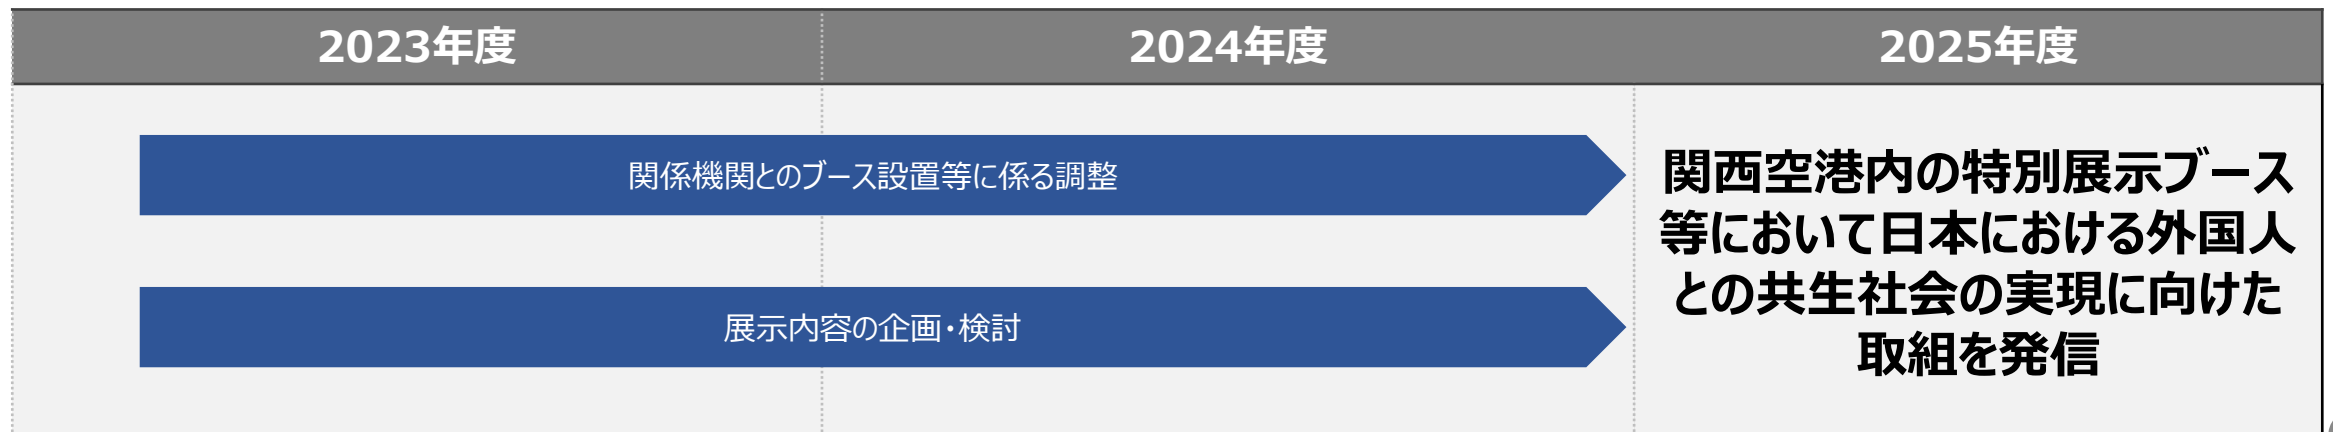 2023年度 2024年度 2025年度
関係機関とのブース設置等に係る調整
展示内容の企画・検討
関西空港内の特別展示ブース
等において日本における外国人
との共生社会の実現に向けた
取組を発信